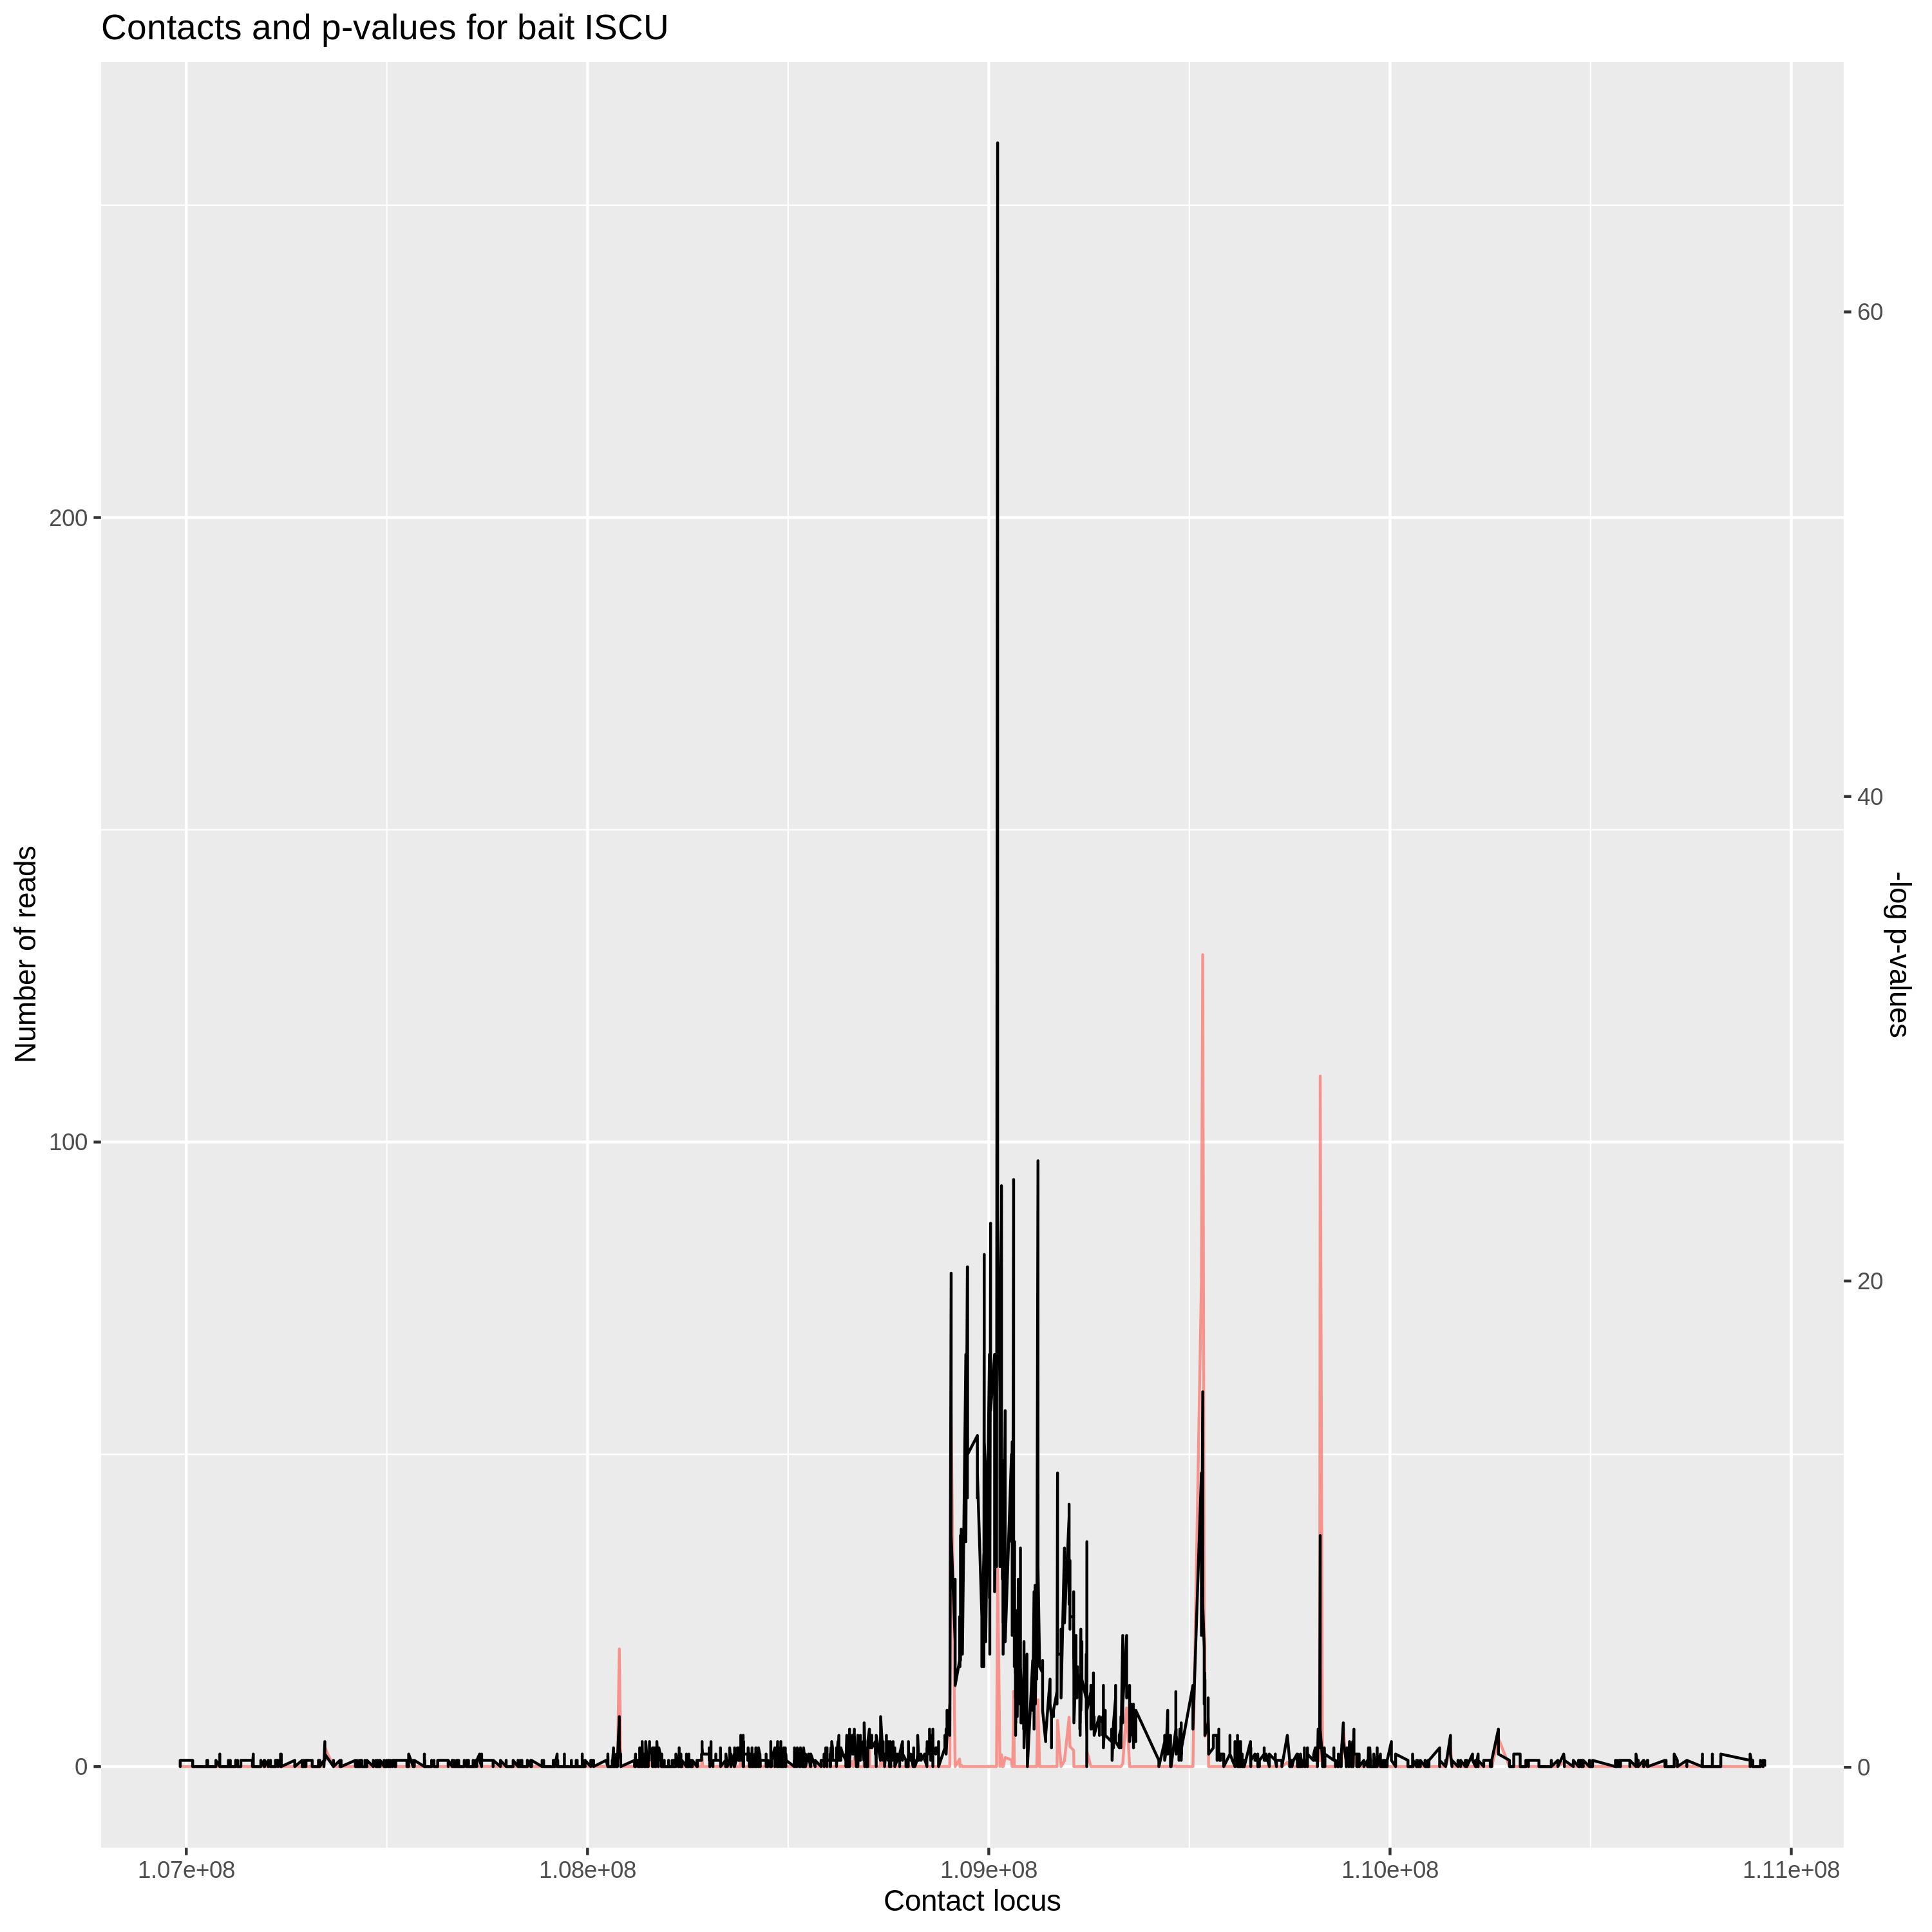 Contacts and p-values for bait ISCU
200
100
0
Number of reads
60
40
20
0
-log p-values
1.07e+08
1.08e+08
1.09e+08
1.10e+08
1.11e+08
Contact locus